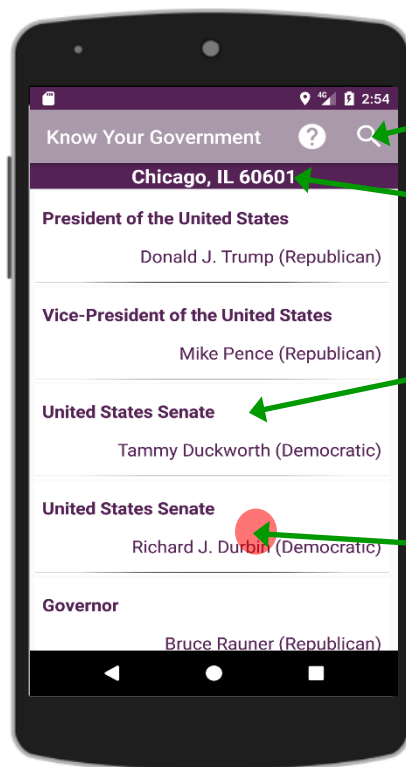 4G 2:54
Know Your Government ?
Chicago, IL 60601
President of the United States
Donald J. Trump (Republican)
Vice-President of the United States
Mike Pence (Republican)
United States Senate
Tammy Duckworth (Democratic)
United States Senate
Richard J. Durbin (Democratic)
Governor
Bruce Rauner (Republican)